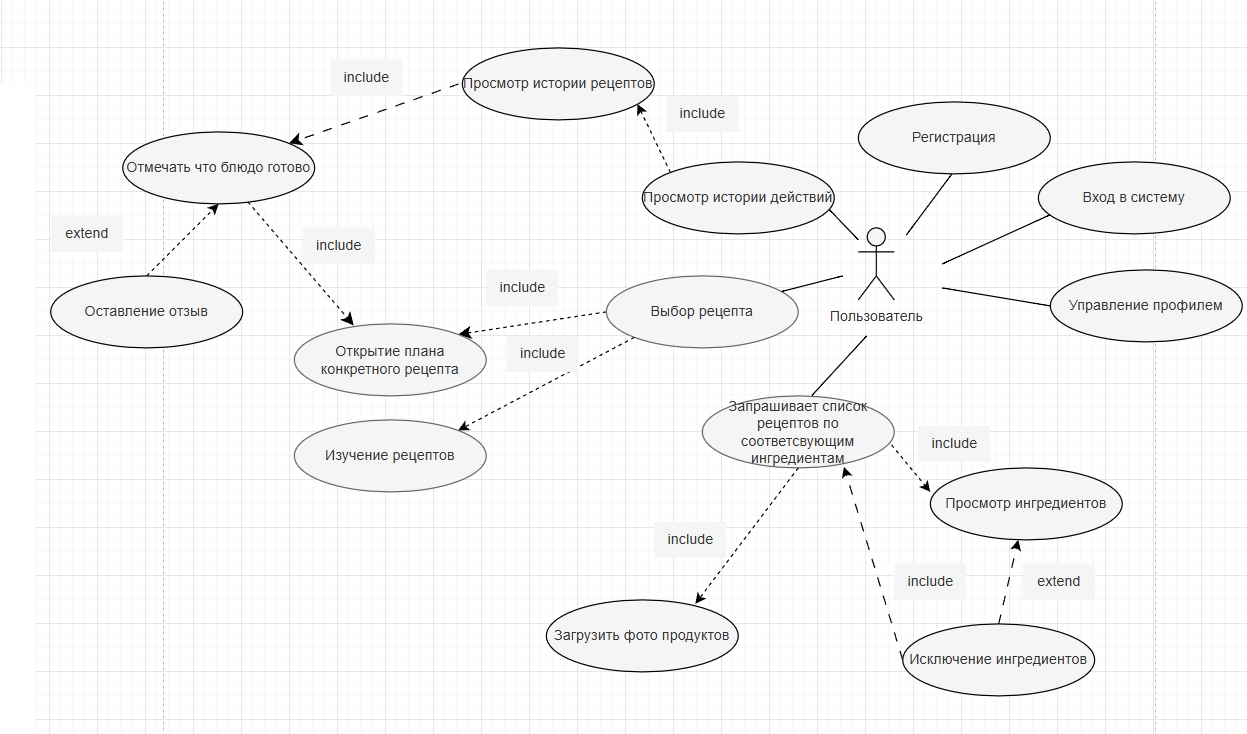 include
Просмотр истории рецептов
include
Регистрация
Отмечать что блюдо готово
Просмотр истории действий
Вход в систему
extend
include
include
Оставление отзыв
Выбор рецепта
Управление профилем
Пользователь
include
Открытие плана
конкретного рецепта
Запрашивает список
рецептов по
соответсвующим
ингредиентам
include
Изучение рецептов
Просмотр ингредиентов
include
include
extend
Загрузить фото продуктов
Исключение ингредиентов